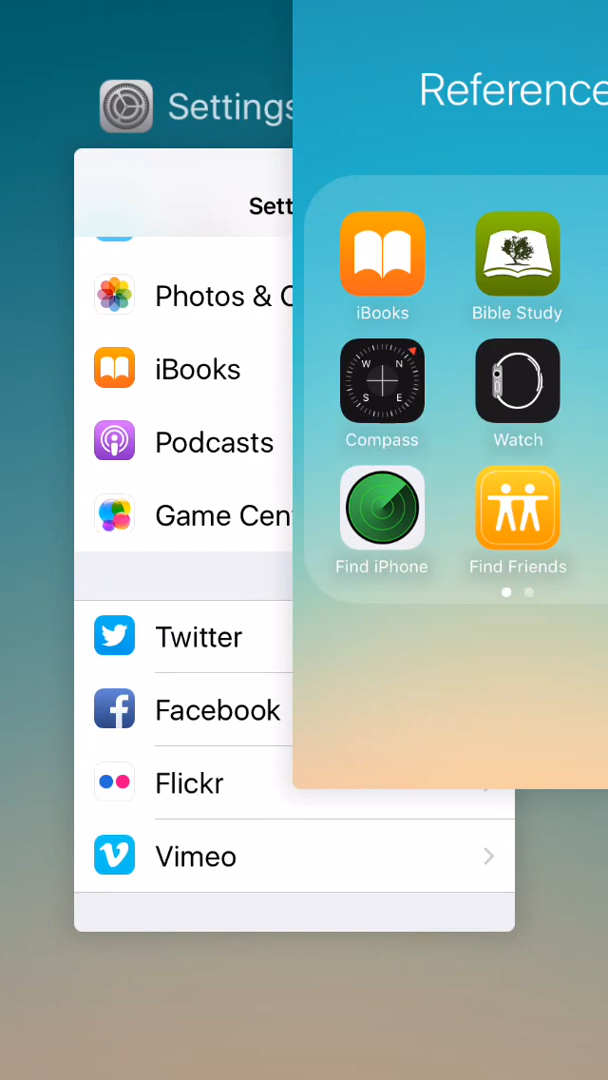 Settings
Sett
Photos & C
iBooks
Podcasts
Game Cen
Twitter
Facebook
Flickr
Vimeo
Reference
iBooks
Bible Study
W N
S E
Compass
Watch
Find iPhone
Find Friends